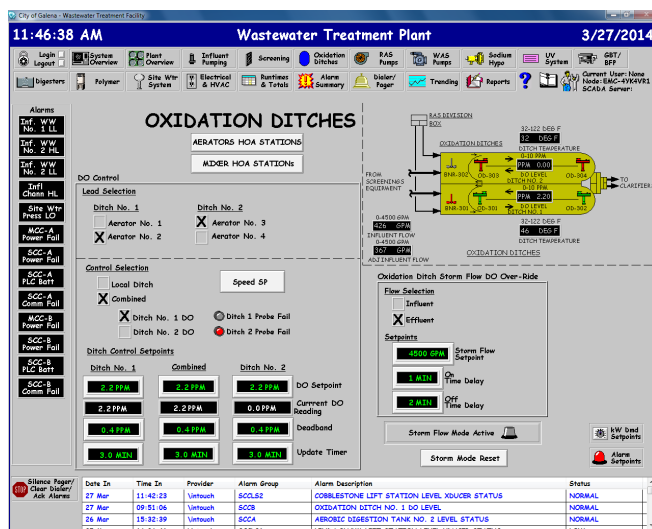 City of Galena - Wastewater Treatment Facility
11:46:38 AM
Wastewater Treatment Plant
3/27/2014
Login
Logout
System Overview
Plant Overview
Influent Pumping
Screening
Oxidation Ditches
RAS Pumps
WAS Pumps
Sodium Hypo
UV System
GBT/ BFP
Digesters
Polymer
Site Wtr System
Electrical & HVAC
Runtimes & Totals
Alarm Summary
Dialer/ Pager
Trending
Reports
?
Current User: None
Node: EMC-4YK4VR1
SCADA Server:
Alarms
Inf. WW No. 1 LL
Inf. WW No. 2 HL
Inf. WW No. 2 LL
Infl Chann HL
Site Wtr Press LO
MCC-A Power Fail
SCC-A Power Fail
SCC-A PLC Batt
SCC-A Comm Fail
MCC-B Power Fail
SCC-B Power Fail
SCC-B PLC Batt
SCC-B Comm Fail
OXIDATION DITCHES
AERATORS HOA STATIONS
MIXER HOA STATIONs
DO Control
Lead Selection
Ditch No. 1
Ditch No. 2
Aerator No. 1
X Aerator No. 3
X Aerator No. 2
Aerator No. 4
Control Selection
Local Ditch
X Combined
Speed SP
X Ditch No. 1 DO
Ditch 1 Probe Fail
Ditch No. 2 DO
Ditch 2 Probe Fail
Ditch Control Setpoints
Ditch No. 1
Combined
Ditch No. 2
2.2 PPM 2.2 PPM 2.2 PPM DO Setpoint
2.2 PPM 2.2 PPM 0.0 PPM Currrent DO Reading
0.4 PPM 0.4 PPM 0.4 PPM Deadband
3.0 MIN 3.0 MIN 3.0 MIN Update Timer
RAS DIVISION
BOX
32-122 DEG F
32 DEG F
DITCH TEMPERATURE
OXIDATION DITCHES
0-10 PPM
PPM 0.00
FROM
SCREENINGS
EQUIPMENT
BNR-302
OD-303
DO LEVEL
DITCH NO. 2
OD-304
TO
CLARIFIER
0-10 PPM
PPM 2.20
BNR-301
OD-301
DO LEVEL
DITCH NO. 1
OD-302
0-4500 GPM
426 GPM
INFLUENT FLOW
0-4500 GPM
367 GPM
ADJ INFLUENT FLOW
32-122 DEG F
46 DEG F
DITCH TEMPERATURE
OXIDATION DITCHES
Oxidation Ditch Storm Flow DO Over-Ride
Flow Selection
Influent
X Effluent
Setpoints
4500 GPM Storm Flow Setpoint
1 MIN On Time Delay
2 MIN Off Time Delay
Storm Flow Mode Active
Storm Mode Reset
kW Dmd Setpoints
Alarm Setpoints
STOP
Silence Pager/
Clear Dialer/
Ack Alarms
Date In Time In Provider Alarm Group Alarm Description Status
27 Mar 11:42:23 \intouch SCCLS2 COBBLESTONE LIFT STATION LEVEL XDUCER STATUS NORMAL
27 Mar 09:51:06 \intouch SCCB OXIDATION DITCH NO. 1 DO LEVEL NORMAL
26 Mar 15:32:39 \intouch SCCA AEROBIC DIGESTION TANK NO. 2 LEVEL STATUS NORMAL